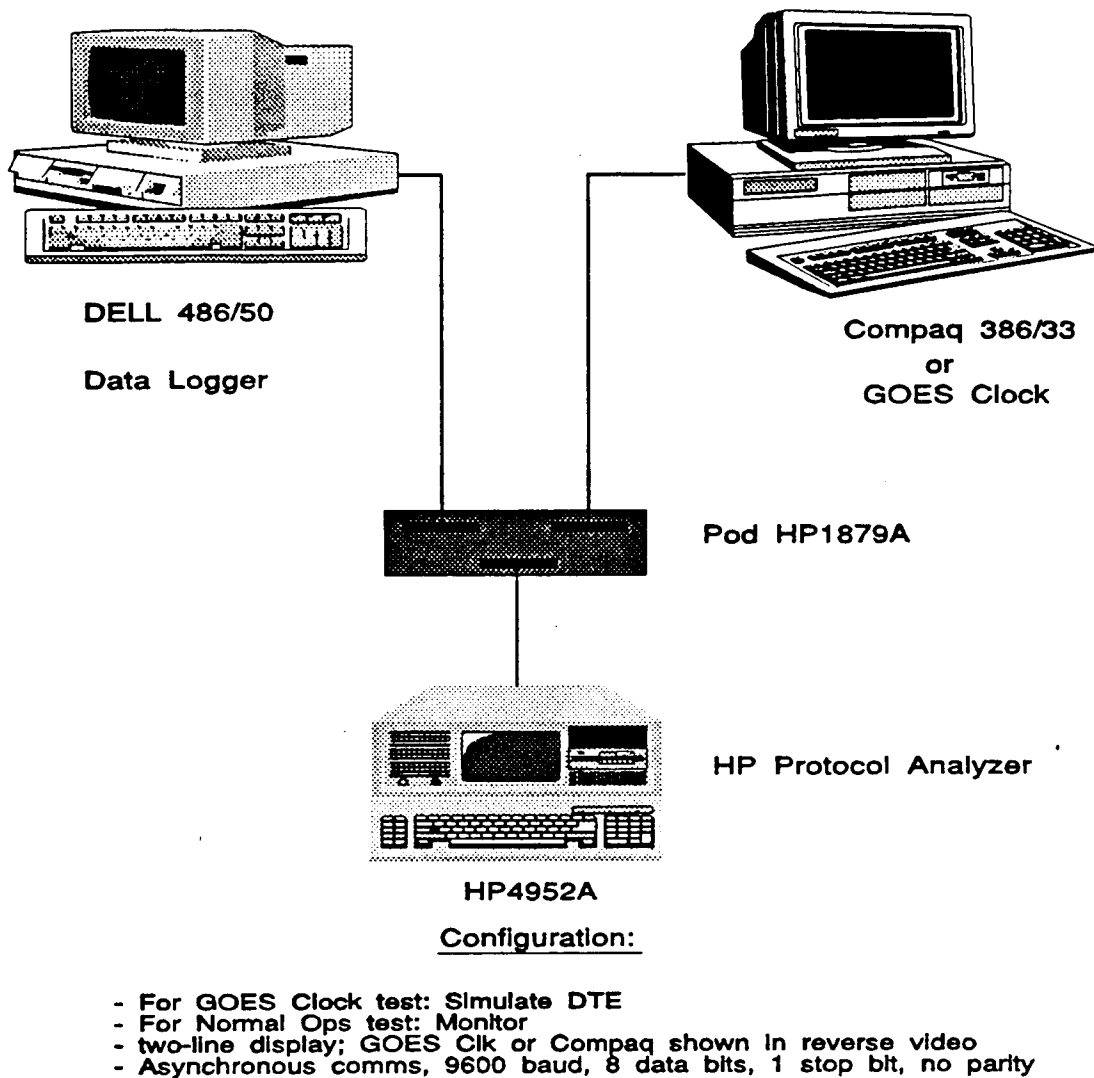 DELL 486/50
Data Logger
Compaq 386/33
or
GOES Clock
Pod HP1879A
HP Protocol Analyzer
HP4952A
Configuration:
- For GOES Clock test: Simulate DTE
- For Normal Ops test: Monitor
- two-line display; GOES Clk or Compaq shown in reverse video
- Asynchronous comms, 9600 baud, 8 data bits, 1 stop bit, no parity